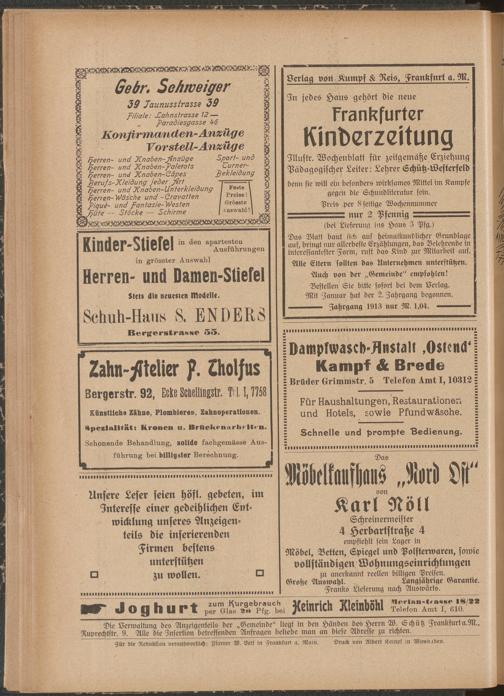 Gebr. Schweiger
39 Taunusstrasse 39
Filiale: Lahnstrasse 12 —
Paradiesgasse 46
Konfirmanden-Anzüge
Vorstell-Anzüge
Herren- und Knaben-Anzüge
Herren- und Knaben-Paletots
Herren- und Knaben-Capes
Berufs-Kleidung jeder Art
Herren- und Knaben-Unterkleidung
Herren-Wäsche und -Cravatten
Piqué- und Fantasie-Westen
Hüte — Stöcke — Schirme
Sport- und
Turner-
Bekleidung
Feste
Preise!
Grösste
Auswahl!
Kinder-Stiefel in den apartesten
Ausführungen
in grösster Auswahl
Herren- und Damen-Stiefel
Stets die neuesten Modelle.
Schuh-Haus S. ENDERS
Bergerstrasse 55.
Zahn-Atelier P. Tholfus
Bergerstr. 92, Ecke Schellingstr. Tel. I, 7758
Künstliche Zähne, Plombieren, Zahnoperationen.
Spezialität: Kronen u. Brückenarbeiten.
Schonende Behandlung, solide fachgemässe Aus-
führung bei billigster Berechnung.
Unsere Leser seien höfl. gebeten, im
Interesse einer gedeihlichen Ent-
wicklung unseres Anzeigen-
teils die inserierenden
Firmen bestens
unterstützen
zu wollen.
Verlag von Kumpf & Reis, Frankfurt a. M.
In jedes Haus gehört die neue
Frankfurter
Kinderzeitung
Illustr. Wochenblatt für zeitgemäße Erziehung
Pädagogischer Leiter: Lehrer Schütz-Westerfeld
denn sie will ein besonders wirksames Mittel im Kampfe
gegen die Schundliteratur sein.
Preis per 8seitige Wochennummer
nur 2 Pfennig
(bei Lieferung ins Haus 3 Pfg.)
Das Blatt baut sich auf heimatkundlicher Grundlage
auf, bringt nur allerbeste Erzählungen, das Belehrende in
interessantester Form, ruft das Kind zur Mitarbeit auf.
Alle Eltern sollten das Unternehmen unterstützen.
Auch von der „Gemeinde“ empfohlen!
Bestellen Sie bitte sofort bei dem Verlag.
Mit Januar hat der 2. Jahrgang begonnen.
Jahrgang 1913 nur M. 1,04.
Dampfwasch-Anstalt ‚Ostend‘
Kampf & Brede
Brüder Grimmstr. 5 Telefon Amt I, 10312
Für Haushaltungen, Restaurationen
und Hotels, sowie Pfundwäsche.
Schnelle und prompte Bedienung.
Das
Möbelkaufhaus „Nord Ost“
von
Karl Nöll
Schreinermeister
4 Herbartstraße 4
empfiehlt sein Lager in
Möbel, Betten, Spiegel und Polsterwaren, sowie
vollständigen Wohnungseinrichtungen
zu anerkannt reellen billigen Preisen.
Große Auswahl. Langjährige Garantie.
Franko Lieferung nach Auswärts.
Joghurt zum Kurgebrauch
per Glas 20 Pfg. bei Heinrich Kleinböhl Merianstrasse 18/22
Telefon Amt I, 610.
Die Verwaltung des Anzeigenteils der „Gemeinde“ liegt in den Händen des Herrn W. Schütz Frankfurt a. M.,
Ruprechtstr. 9. Alle die Insertion betreffenden Anfragen beliebe man an diese Adresse zu richten.
Für die Redaktion verantwortlich: Pfarrer W. Veit in Frankfurt a. Main. Druck von Albert